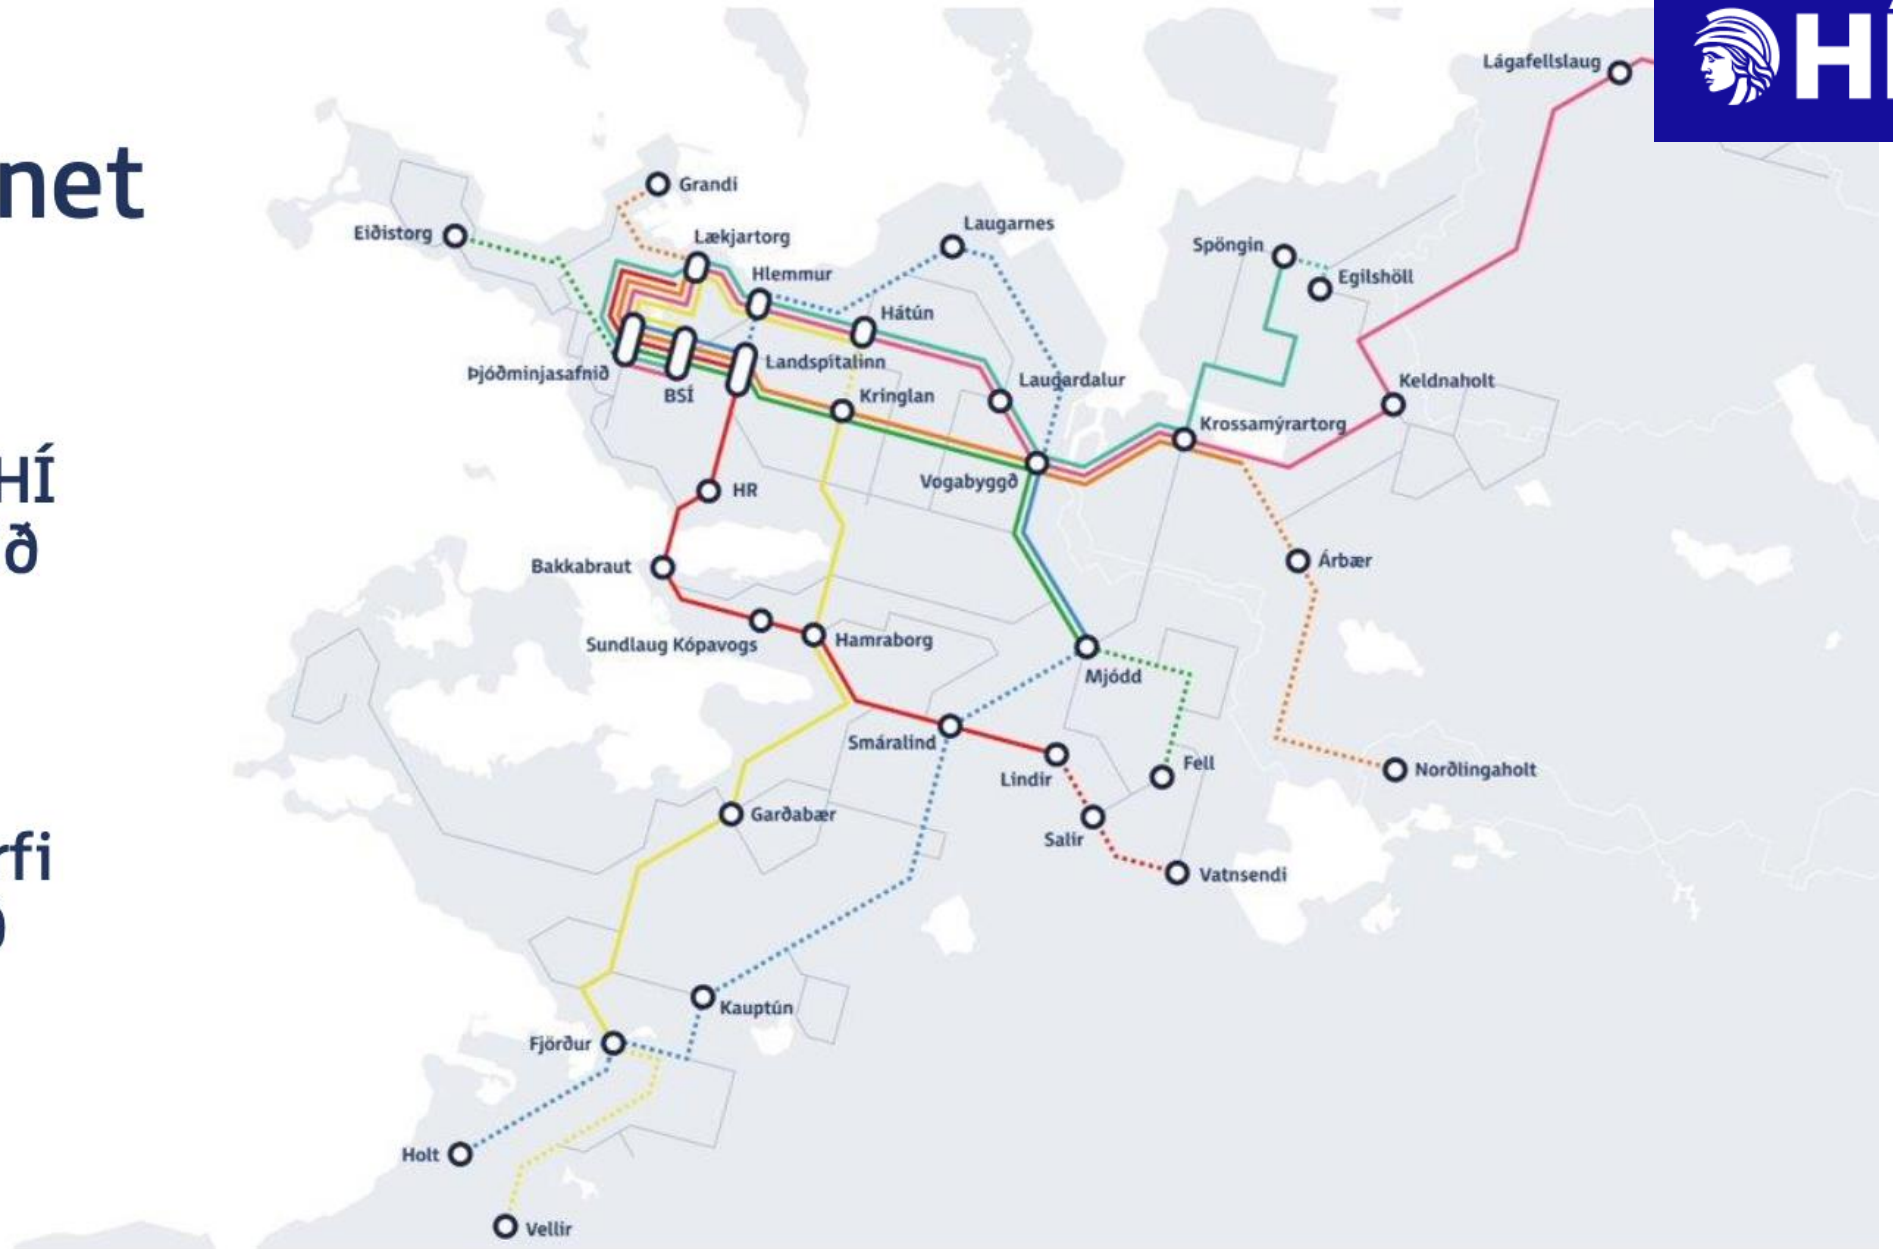 net
HÍ
ð
rfi
HÍ
Lágafellslaug
Grandi
Eiðistorg
Lækjartorg
Laugarnes
Spöngin
Hlemmur
Egilshöll
Hátún
Þjóðminjasafnið
BSÍ
Landspítalinn
Laugardalur
Keldnaholt
Kringlan
Krossamýrartorg
Vogabyggð
HR
Bakkabraut
Árbær
Sundlaug Kópavogs
Hamraborg
Mjódd
Smáralind
Lindir
Fell
Norðlingaholt
Garðabær
Salir
Vatnsendi
Kauptún
Fjörður
Holt
Vellir